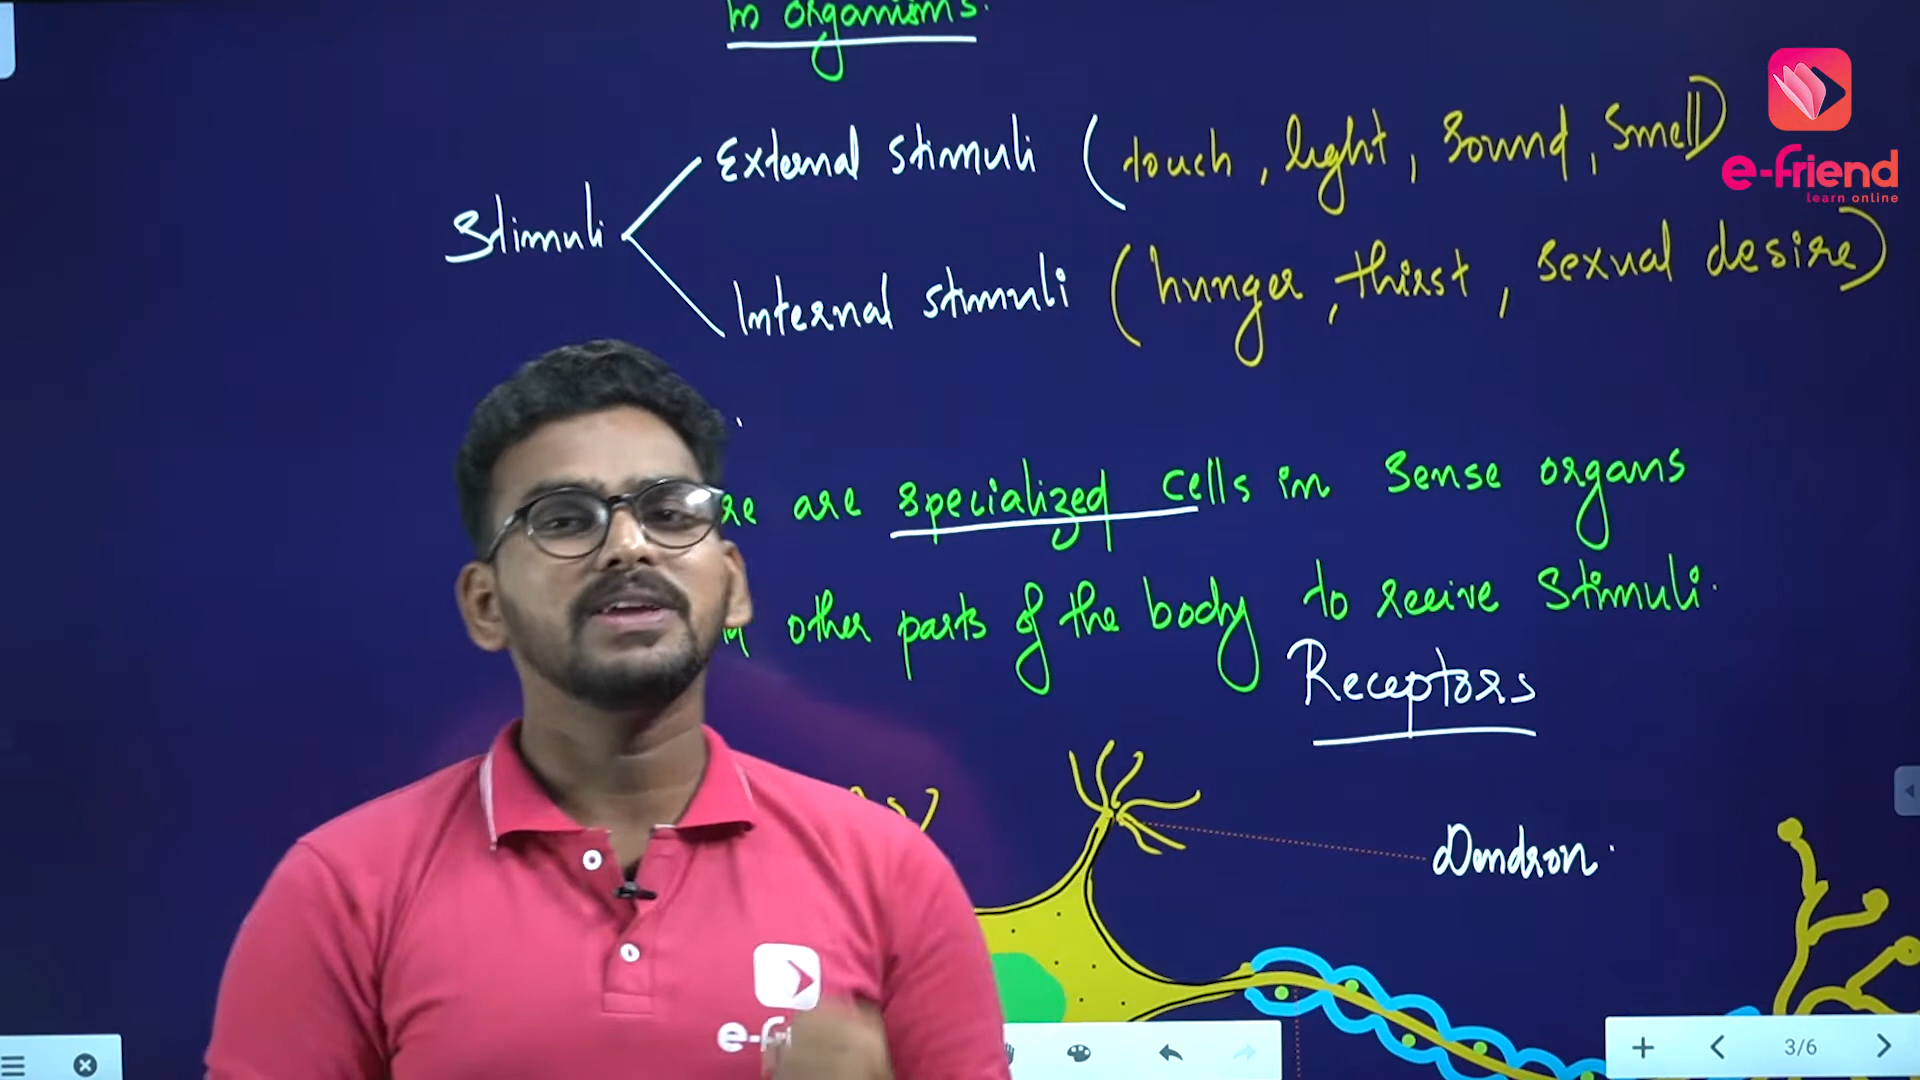 In organisms.
External stimuli (touch, light, sound, smell)
Stimuli
Internal stimuli (hunger, thirst, sexual desire)
e-friend
learn online
are specialized cells in sense organs
other parts of the body to receive stimuli.
Receptors
Dendron.
e-fri
3/6